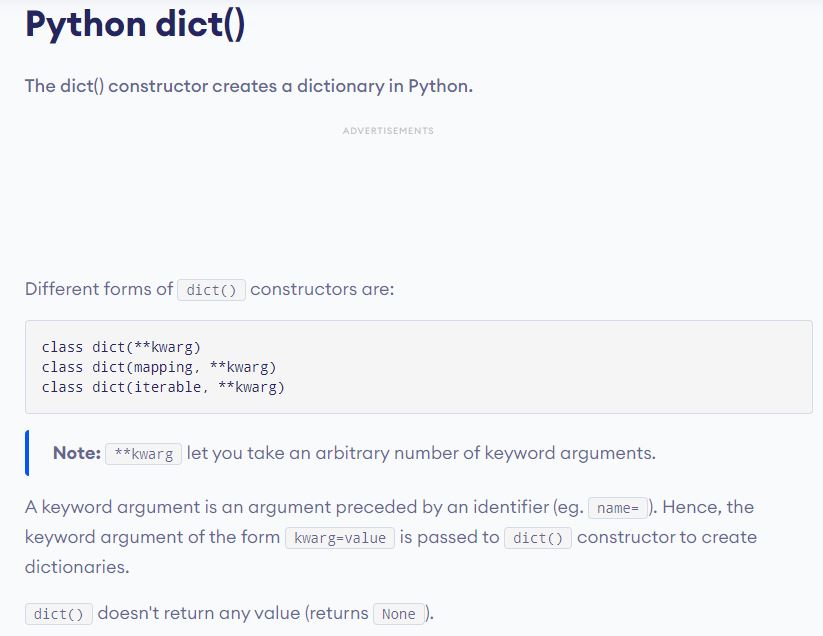 Python dict()
The dict() constructor creates a dictionary in Python.
ADVERTISEMENTS
Different forms of dict() constructors are:
class dict(**kwarg)
class dict(mapping, **kwarg)
class dict(iterable, **kwarg)
Note: **kwarg let you take an arbitrary number of keyword arguments.
A keyword argument is an argument preceded by an identifier (eg. name= ). Hence, the
keyword argument of the form kwarg=value is passed to dict() constructor to create
dictionaries.
dict() doesn't return any value (returns None ).